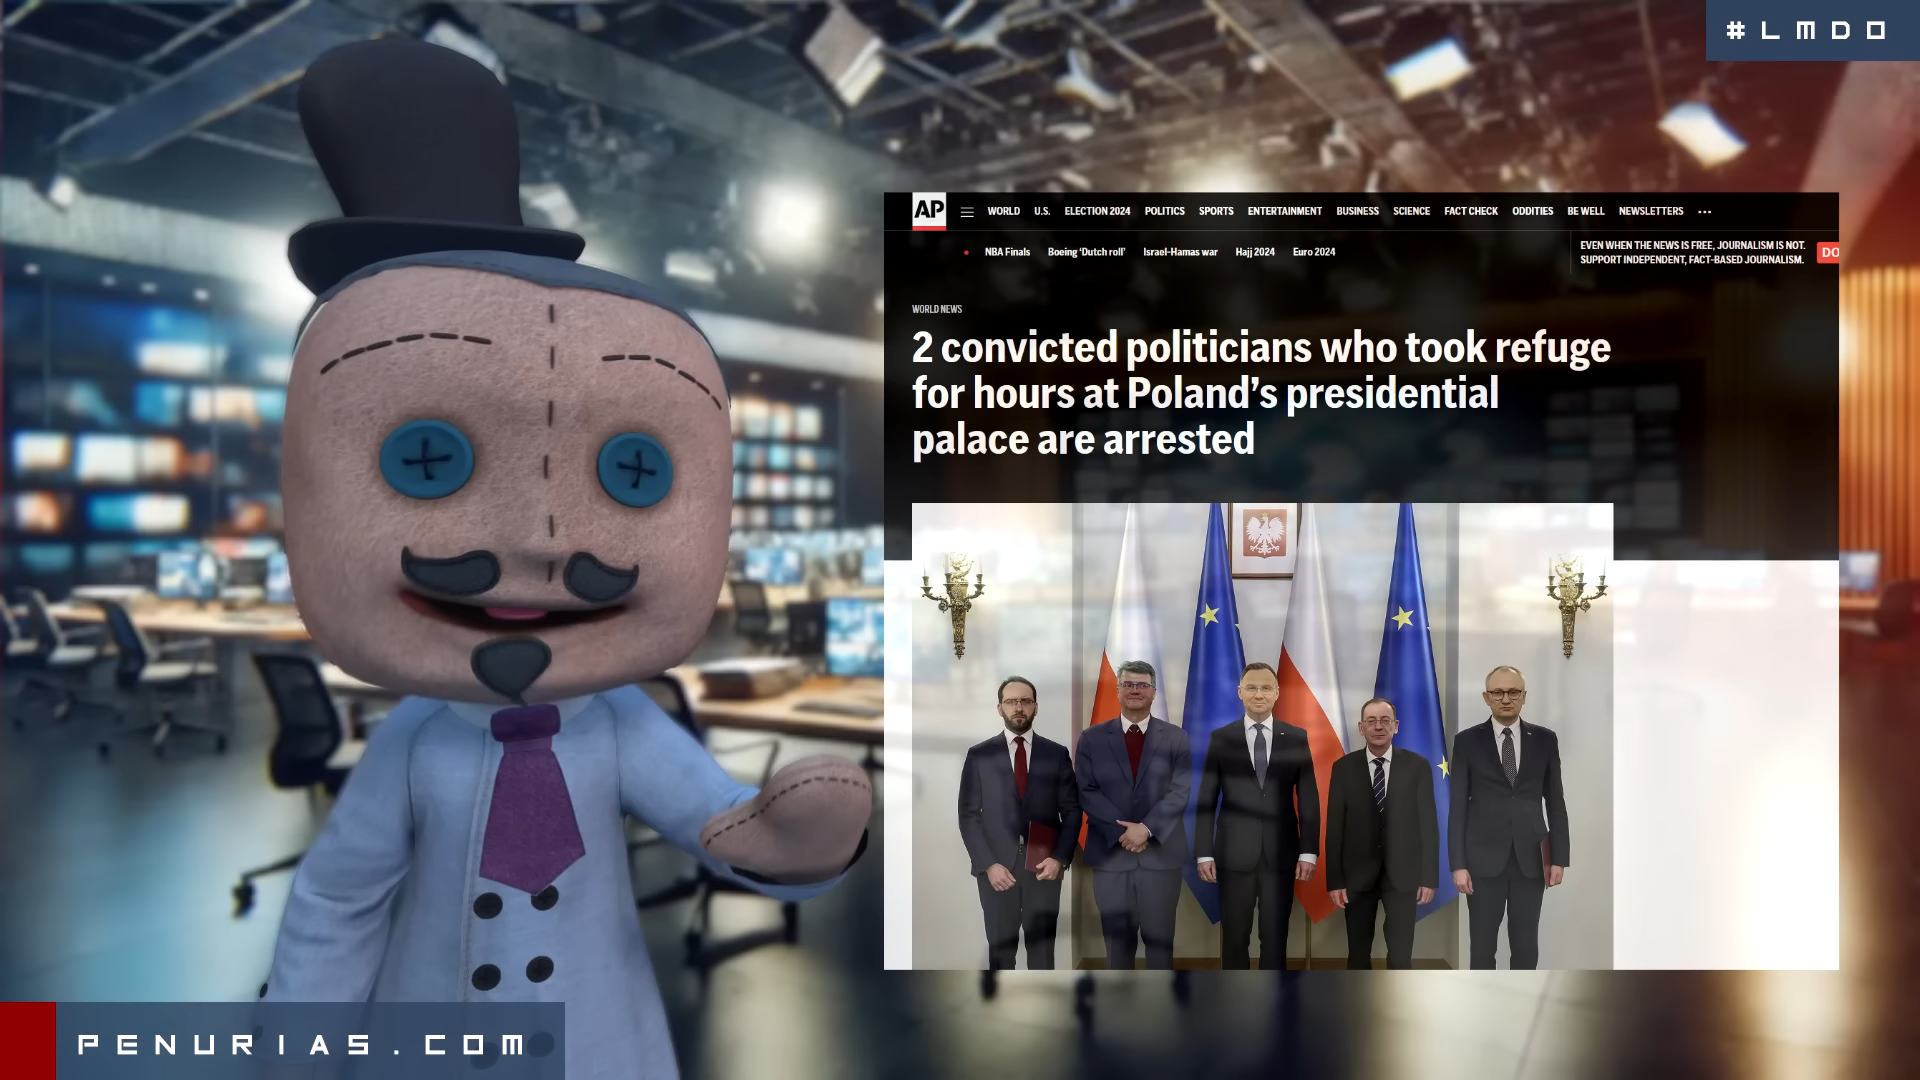 #LMDO
AP
WORLD U.S. ELECTION 2024 POLITICS SPORTS ENTERTAINMENT BUSINESS SCIENCE FACT CHECK ODDITIES BE WELL NEWSLETTERS ...
NBA Finals Boeing ‘Dutch roll’ Israel-Hamas war Hajj 2024 Euro 2024
EVEN WHEN THE NEWS IS FREE, JOURNALISM IS NOT.
SUPPORT INDEPENDENT, FACT-BASED JOURNALISM.
DO
WORLD NEWS
2 convicted politicians who took refuge
for hours at Poland’s presidential
palace are arrested
PENURIAS.COM